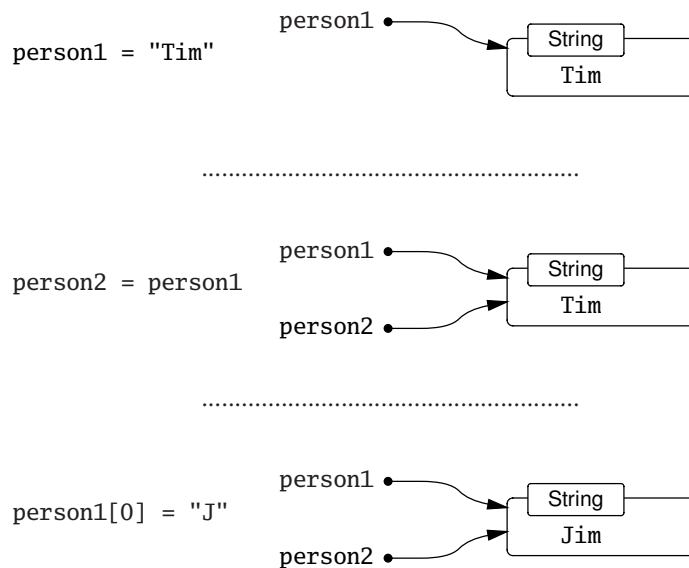 person1
person1 = "Tim"
String
Tim
person1
person2 = person1
String
Tim
person2
person1
person1[0] = "J"
String
Jim
person2